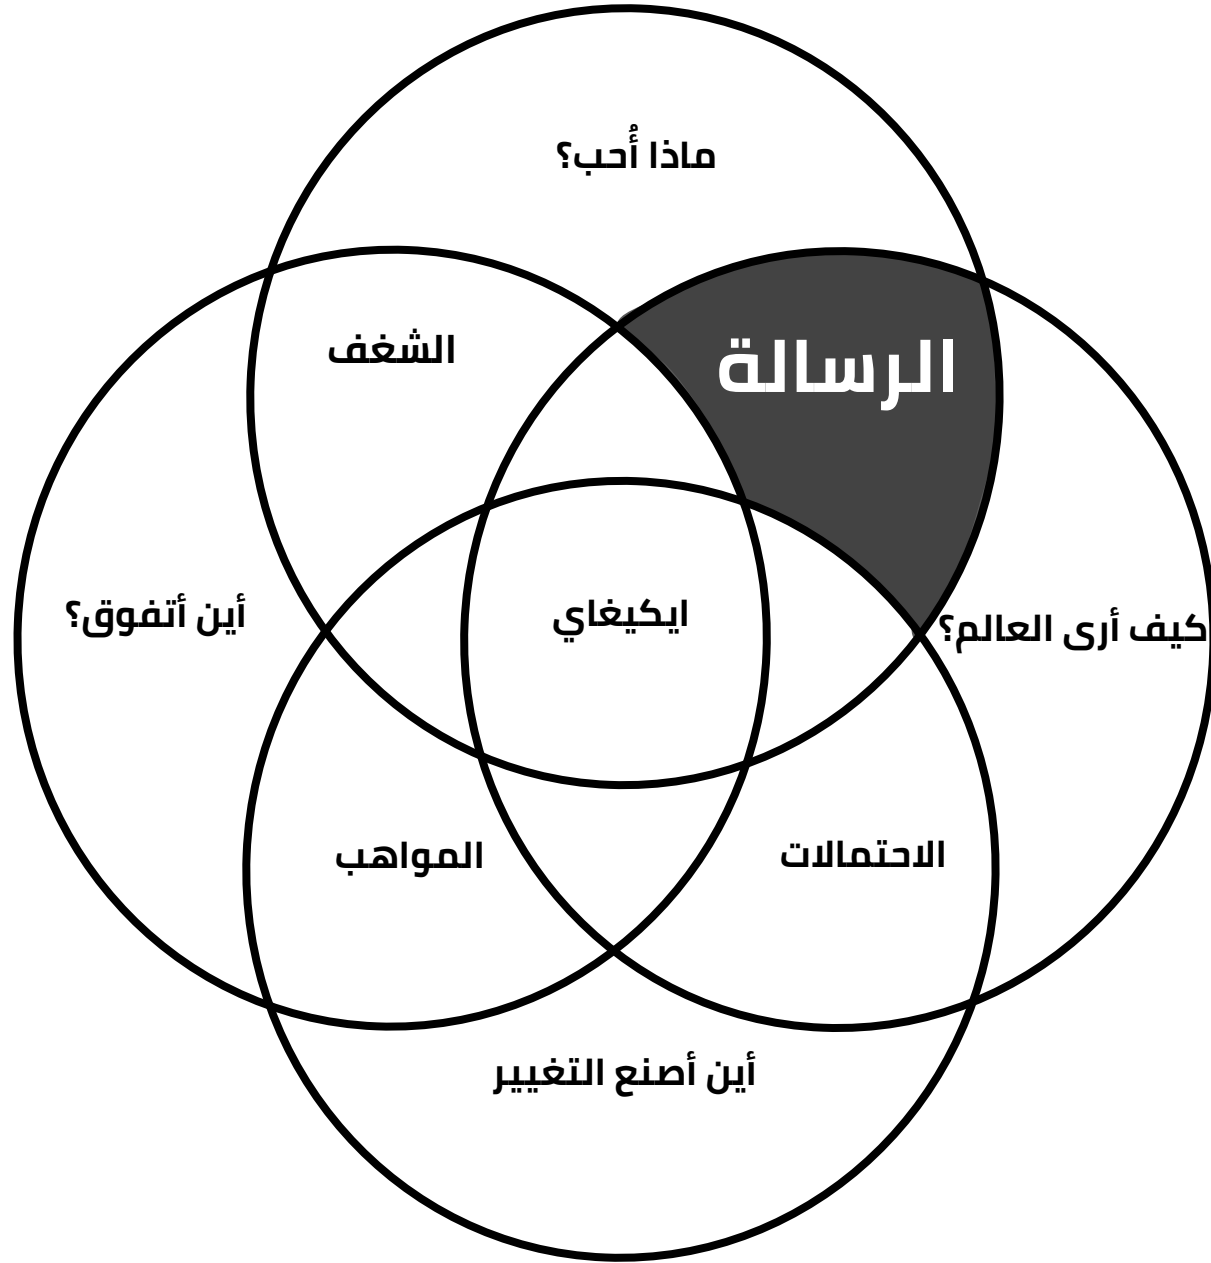 ماذا أُحب؟
الشغف
الرسالة
أين أتفوق؟
ايكيغاي
كيف أرى العالم؟
المواهب
الاحتمالات
أين أصنع التغيير